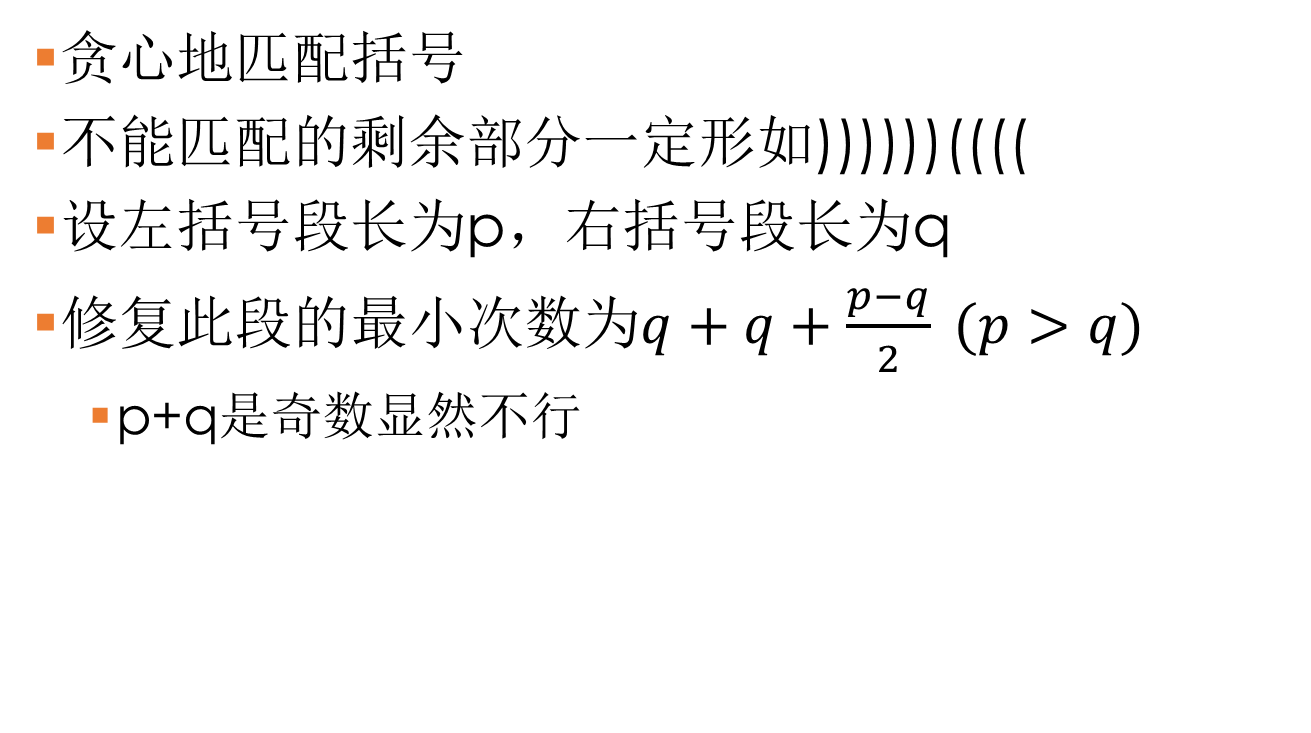 贪心地匹配括号
不能匹配的剩余部分一定形如))))))((((
设左括号段长为p，右括号段长为q
修复此段的最小次数为q + q + \frac{p-q}{2} (p > q)
p+q是奇数显然不行